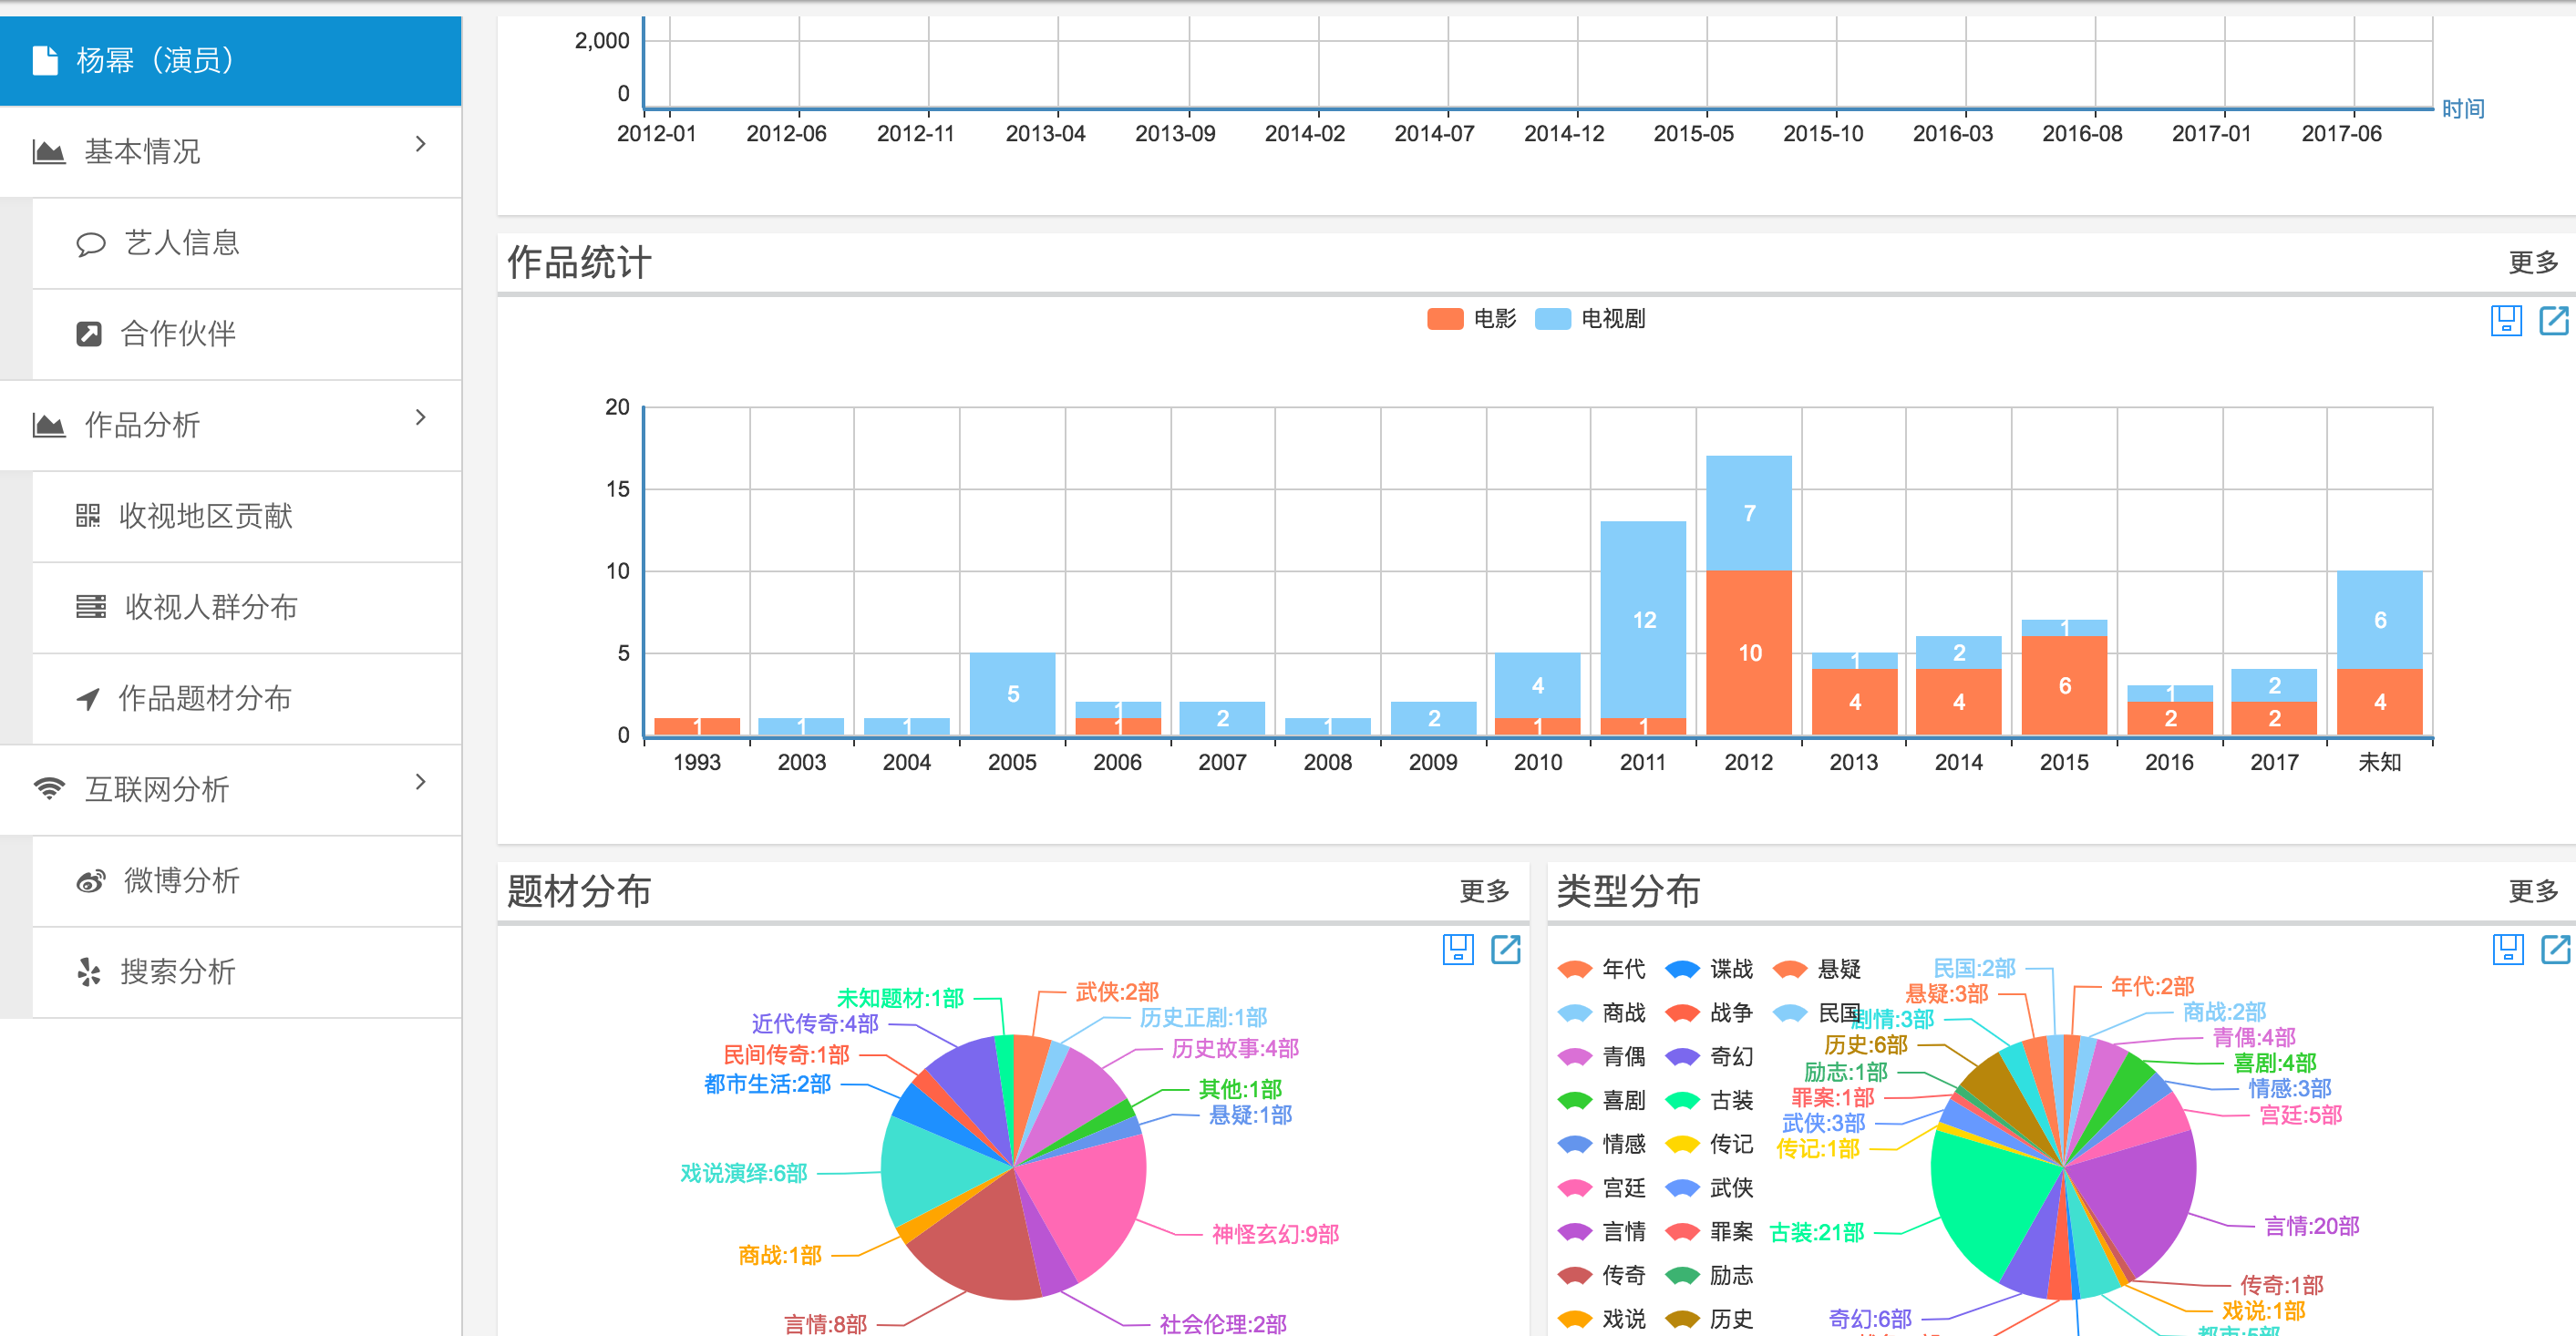 杨幂（演员）
基本情况
艺人信息
合作伙伴
作品分析
收视地区贡献
收视人群分布
作品题材分布
互联网分析
微博分析
搜索分析
2,000
0
时间
2012-01 2012-06 2012-11 2013-04 2013-09 2014-02 2014-07 2014-12 2015-05 2015-10 2016-03 2016-08 2017-01 2017-06
作品统计 更多
电影 电视剧
20
15
10
5
0
1 1 1 5 1 1 2 1 2 4 1 12 1 7 10 1 4 2 4 1 6 1 2 2 2 6 4
1993 2003 2004 2005 2006 2007 2008 2009 2010 2011 2012 2013 2014 2015 2016 2017 未知
题材分布 更多
未知题材:1部
武侠:2部
近代传奇:4部
历史正剧:1部
民间传奇:1部
历史故事:4部
都市生活:2部
其他:1部
悬疑:1部
戏说演绎:6部
神怪玄幻:9部
商战:1部
言情:8部
社会伦理:2部
类型分布 更多
年代 谍战 悬疑
商战 战争 民国
青偶 奇幻
喜剧 古装
情感 传记
宫廷 武侠
言情 罪案
传奇 励志
戏说 历史
民国:2部
年代:2部
悬疑:3部
商战:2部
剧情:3部
青偶:4部
历史:6部
喜剧:4部
励志:1部
情感:3部
罪案:1部
宫廷:5部
武侠:3部
传记:1部
古装:21部
言情:20部
传奇:1部
戏说:1部
奇幻:6部
都市:5部